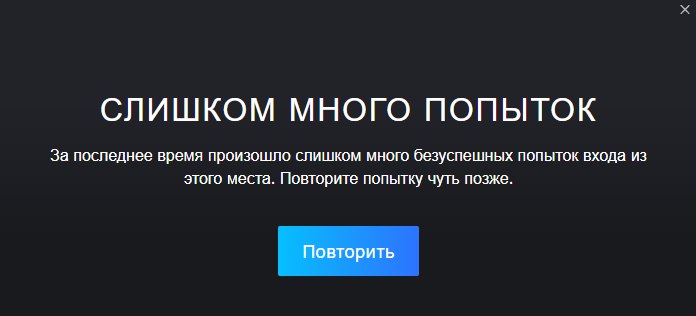 СЛИШКОМ МНОГО ПОПЫТОК
За последнее время произошло слишком много безуспешных попыток входа из
этого места. Повторите попытку чуть позже.
Повторить